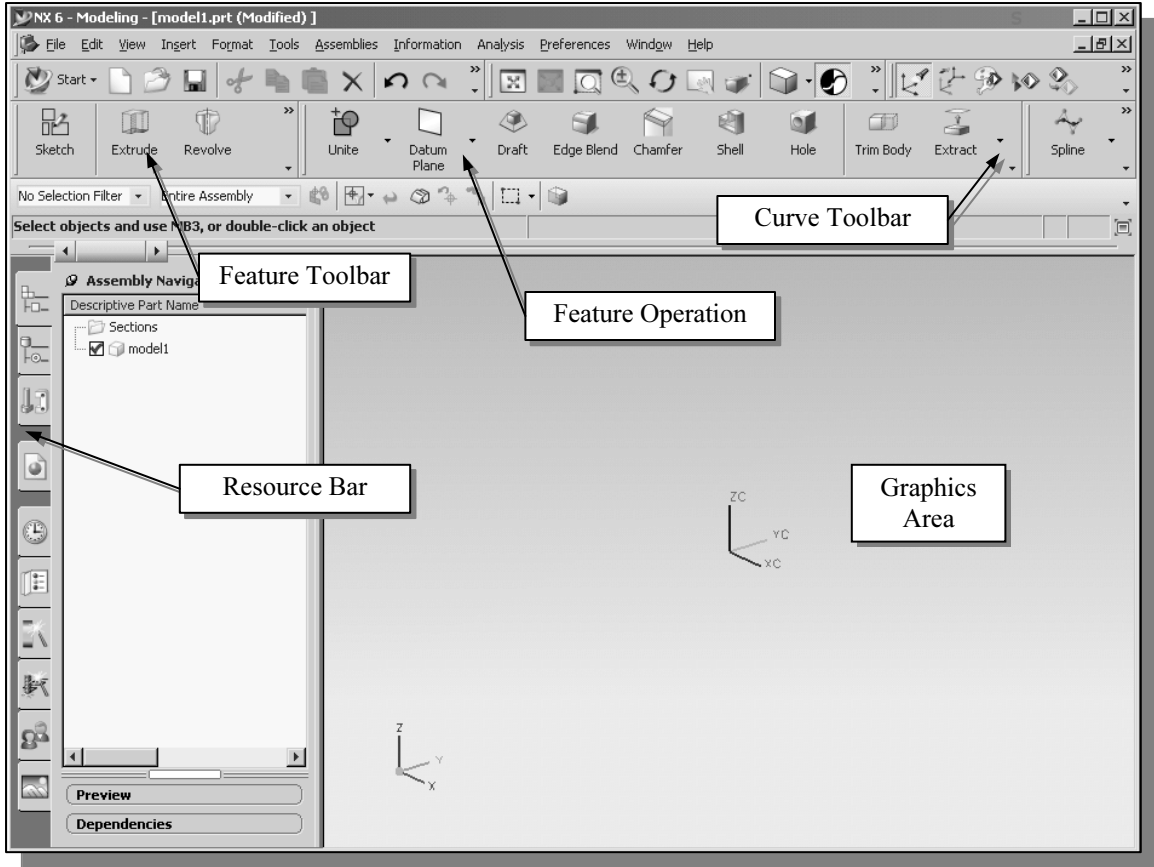 NX 6 - Modeling - [model1.prt (Modified) ]
File Edit View Insert Format Tools Assemblies Information Analysis Preferences Window Help
Start
Sketch Extrude Revolve Unite Datum Plane Draft Edge Blend Chamfer Shell Hole Trim Body Extract Spline
No Selection Filter Entire Assembly
Select objects and use MB3, or double-click an object
Curve Toolbar
Feature Toolbar
Feature Operation
Assembly Naviga
Descriptive Part Name
Sections
model1
Resource Bar
Graphics
Area
ZC
YC
XC
Z
Y
X
Preview
Dependencies